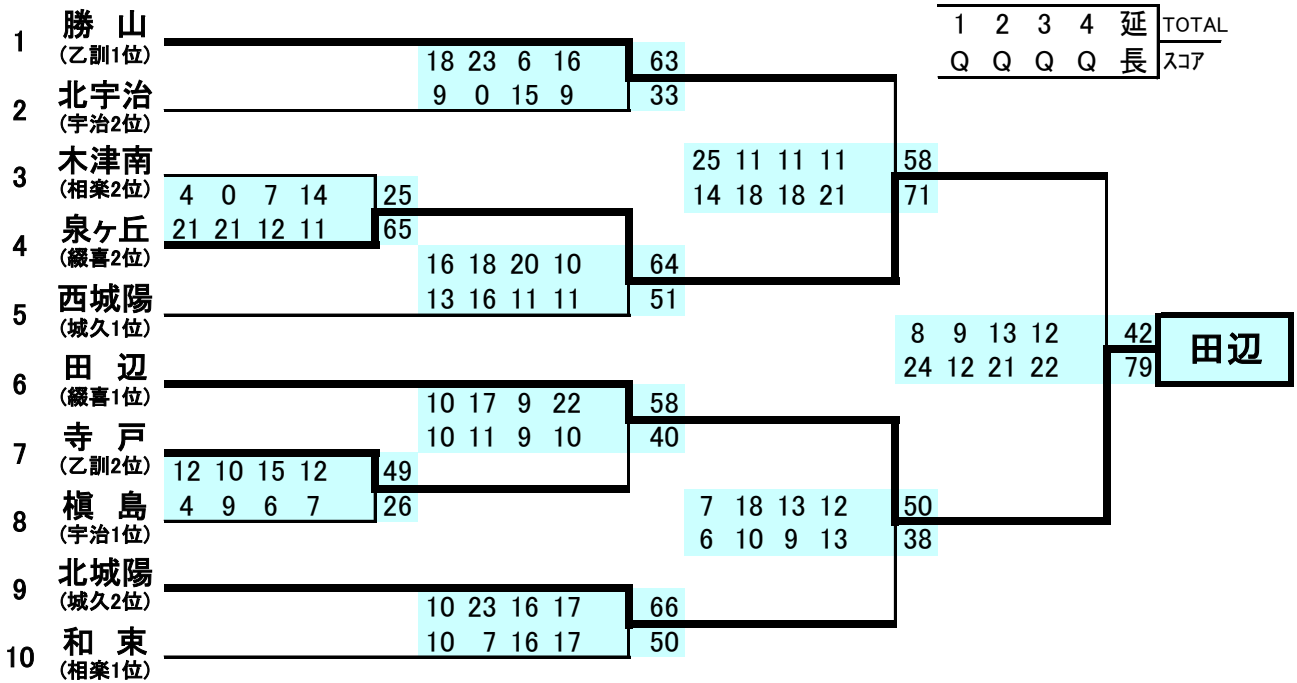 1 2 3 4 延 TOTAL
Q Q Q Q 長 スコア
1 勝 山
(乙訓1位)
18 23 6 16 63
9 0 15 9 33
2 北宇治
(宇治2位)
3 木津南
(相楽2位)
4 0 7 14 25
21 21 12 11 65
4 泉ヶ丘
(綴喜2位)
25 11 11 11 58
14 18 18 21 71
16 18 20 10 64
13 16 11 11 51
5 西城陽
(城久1位)
8 9 13 12 42
24 12 21 22 79
田辺
6 田 辺
(綴喜1位)
10 17 9 22 58
10 11 9 10 40
7 寺 戸
(乙訓2位)
12 10 15 12 49
4 9 6 7 26
8 槇 島
(宇治1位)
7 18 13 12 50
6 10 9 13 38
9 北城陽
(城久2位)
10 23 16 17 66
10 7 16 17 50
10 和 束
(相楽1位)